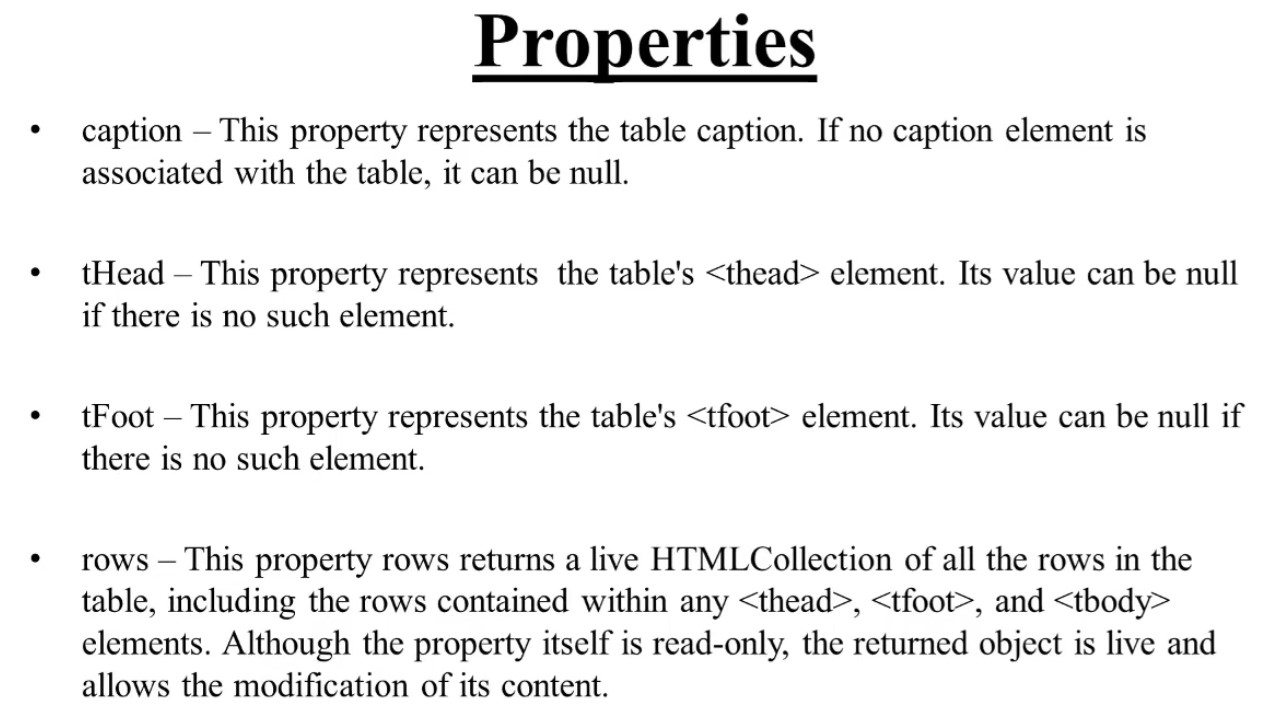 Properties
• caption – This property represents the table caption. If no caption element is
associated with the table, it can be null.
• tHead – This property represents  the table's <thead> element. Its value can be null
if there is no such element.
• tFoot – This property represents the table's <tfoot> element. Its value can be null if
there is no such element.
• rows – This property rows returns a live HTMLCollection of all the rows in the
table, including the rows contained within any <thead>, <tfoot>, and <tbody>
elements. Although the property itself is read-only, the returned object is live and
allows the modification of its content.